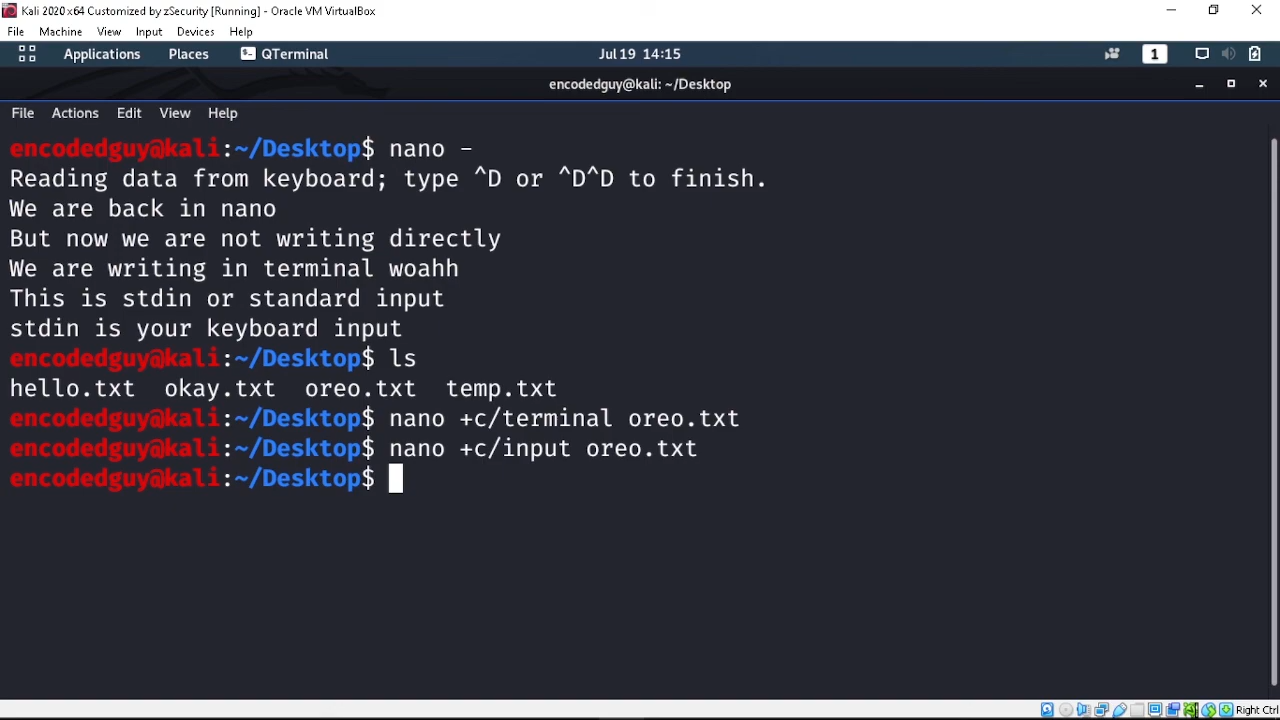 Kali 2020 x64 Customized by zSecurity [Running] - Oracle VM VirtualBox
File Machine View Input Devices Help
Applications Places QTerminal Jul 19 14:15 1
encodedguy@kali: ~/Desktop
File Actions Edit View Help
encodedguy@kali:~/Desktop$ nano -
Reading data from keyboard; type ^D or ^D^D to finish.
We are back in nano
But now we are not writing directly
We are writing in terminal woahh
This is stdin or standard input
stdin is your keyboard input
encodedguy@kali:~/Desktop$ ls
hello.txt okay.txt oreo.txt temp.txt
encodedguy@kali:~/Desktop$ nano +c/terminal oreo.txt
encodedguy@kali:~/Desktop$ nano +c/input oreo.txt
encodedguy@kali:~/Desktop$
Right Ctrl